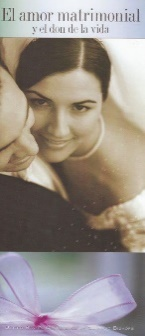 El amor matrimonial
y el don de la vida